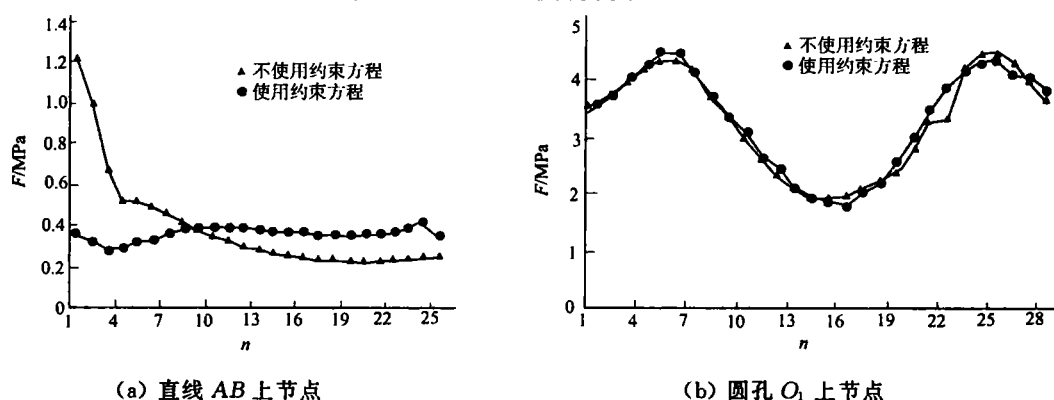 1.4
1.2
1.0
0.8
0.6
0.4
0.2
0
F/MPa
▲ 不使用约束方程
● 使用约束方程
1 4 7 10 13 16 19 22 25
n
(a) 直线 AB 上节点
5
4
3
2
1
0
F/MPa
▲ 不使用约束方程
● 使用约束方程
1 4 7 10 13 16 19 22 25 28
n
(b) 圆孔 O₁ 上节点